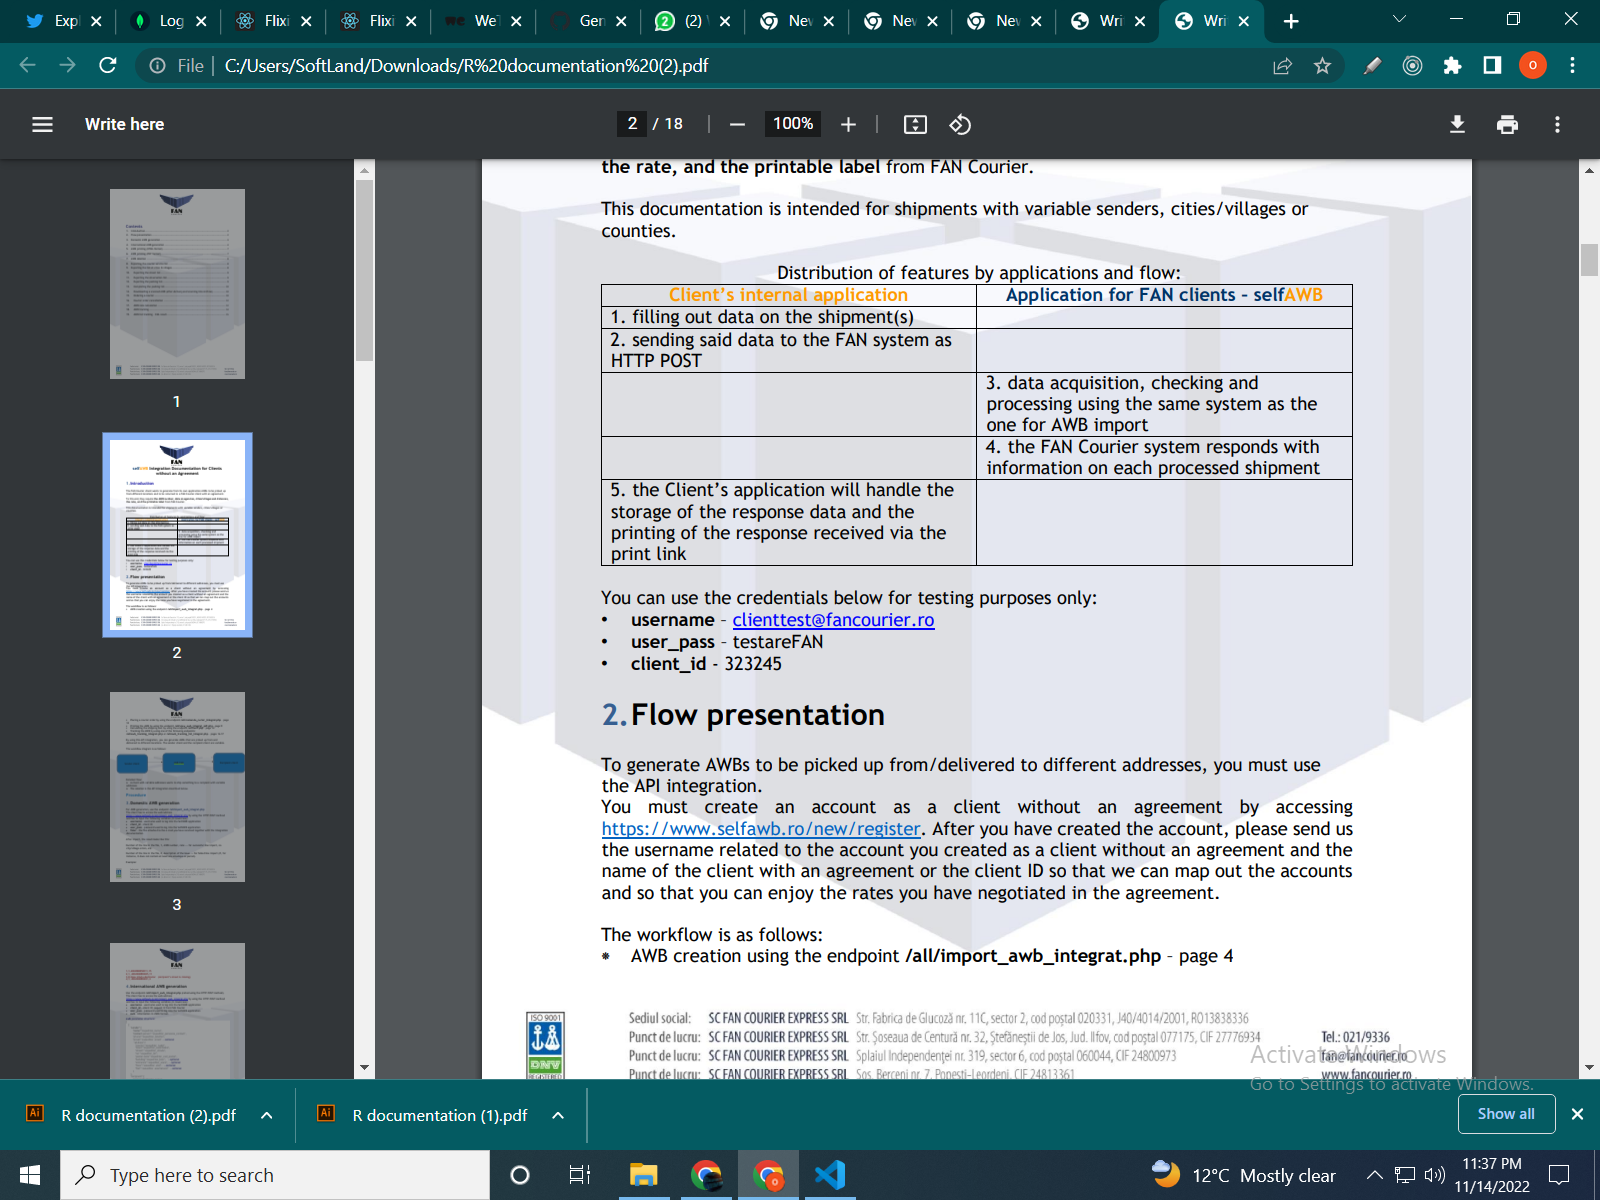 Expl
Log
Flixi
Flixi
we WeT
Gen
2 (2)
New
New
New
Wri
Wri
File C:/Users/SoftLand/Downloads/R%20documentation%20(2).pdf
O
Write here
2 / 18
100%
1
2
3
the rate, and the printable label from FAN Courier.
This documentation is intended for shipments with variable senders, cities/villages or
counties.
Distribution of features by applications and flow:
Client's internal application
Application for FAN clients – selfAWB
1. filling out data on the shipment(s)
2. sending said data to the FAN system as
HTTP POST
3. data acquisition, checking and
processing using the same system as the
one for AWB import
4. the FAN Courier system responds with
information on each processed shipment
5. the Client's application will handle the
storage of the response data and the
printing of the response received via the
print link
You can use the credentials below for testing purposes only:
• username – clienttest@fancourier.ro
• user_pass – testareFAN
• client_id - 323245
2. Flow presentation
To generate AWBs to be picked up from/delivered to different addresses, you must use
the API integration.
You must create an account as a client without an agreement by accessing
https://www.selfawb.ro/new/register. After you have created the account, please send us
the username related to the account you created as a client without an agreement and the
name of the client with an agreement or the client ID so that we can map out the accounts
and so that you can enjoy the rates you have negotiated in the agreement.
The workflow is as follows:
AWB creation using the endpoint /all/import_awb_integrat.php – page 4
ISO 9001
DNV
Sediul social: SC FAN COURIER EXPRESS SRL Str. Fabrica de Glucoză nr. 11C, sector 2, cod poștal 020331, J40/4014/2001, RO13838336
Punct de lucru: SC FAN COURIER EXPRESS SRL Str. Șoseaua de Centură nr. 32, Ștefăneștii de Jos, Jud. Ilfov, cod poștal 077175, CIF 27776934
Punct de lucru: SC FAN COURIER EXPRESS SRL Splaiul Independenței nr. 319, sector 6, cod poștal 060044, CIF 24800973
Punct de lucru: SC FAN COURIER EXPRESS SRL Sos. Berceni nr. 7, Popești-Leordeni, CIF 24813361
Tel.: 021/9336
fan@fancourier.ro
www.fancourier.ro
Activate Windows
Go to Settings to activate Windows.
Ai R documentation (2).pdf
Ai R documentation (1).pdf
Show all
Type here to search
12°C Mostly clear
11:37 PM
11/14/2022